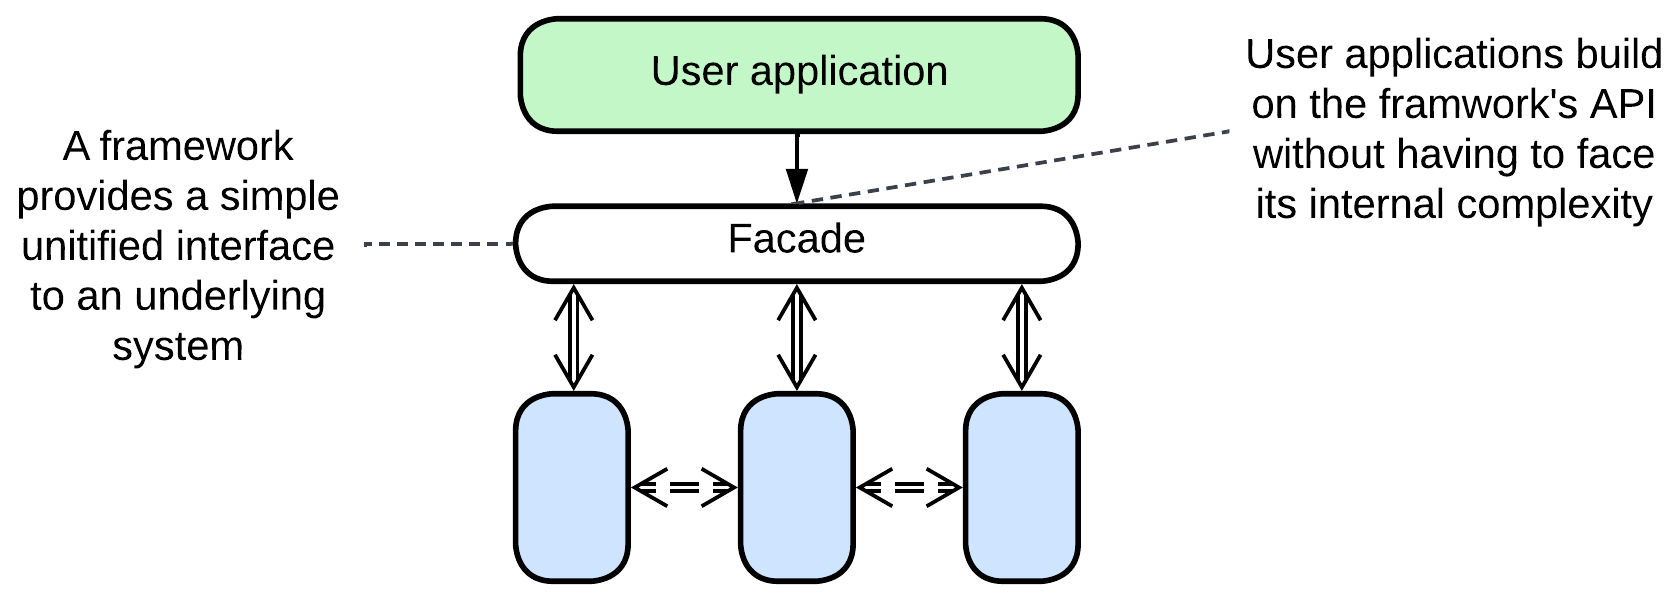 User application
User applications build
on the framwork's API
without having to face
its internal complexity
A framework
provides a simple
unitified interface
to an underlying
system
Facade